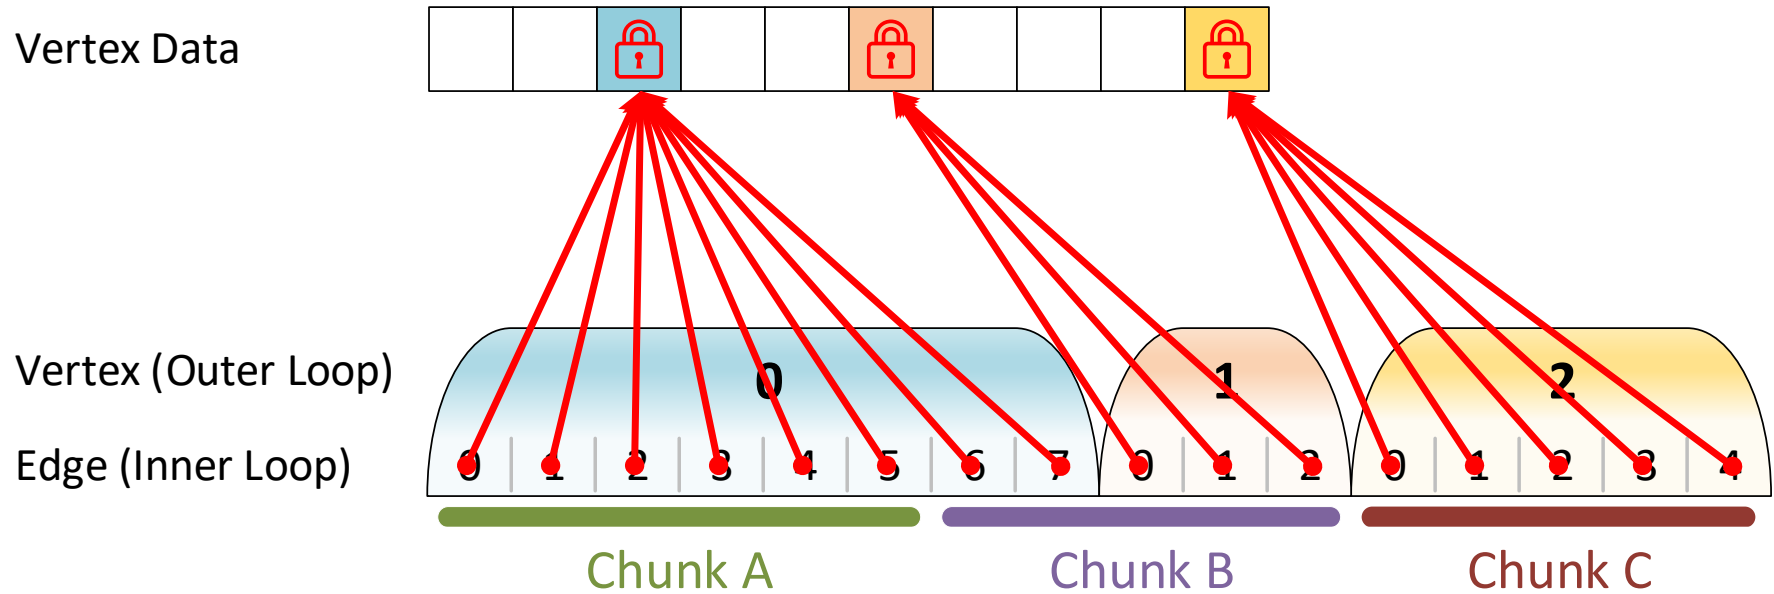 Vertex Data
Vertex (Outer Loop) 0 1 2
Edge (Inner Loop) 0 1 2 3 4 5 6 7 0 1 2 0 1 2 3 4
Chunk A Chunk B Chunk C